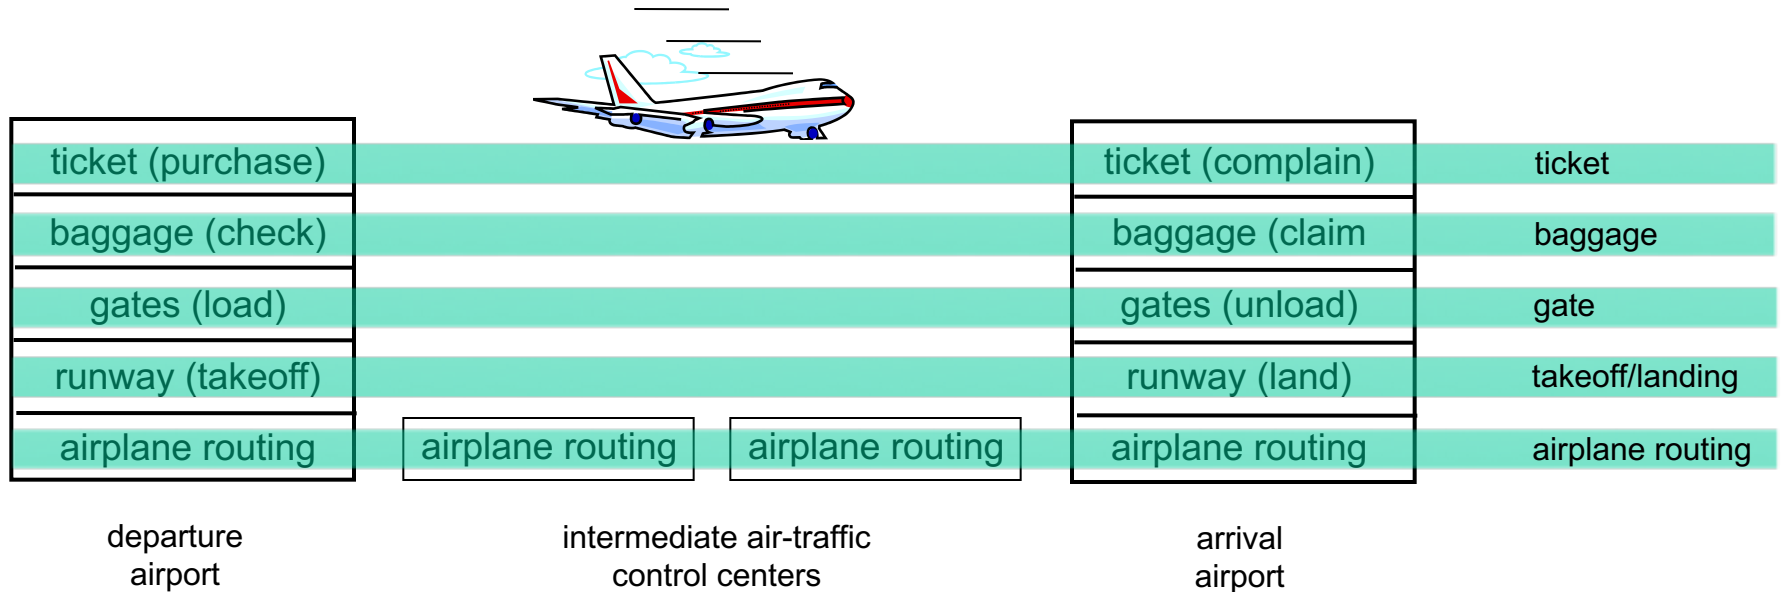 ticket (purchase) ticket (complain) ticket
baggage (check) baggage (claim baggage
gates (load) gates (unload) gate
runway (takeoff) runway (land) takeoff/landing
airplane routing airplane routing airplane routing airplane routing airplane routing
departure
airport
intermediate air-traffic
control centers
arrival
airport